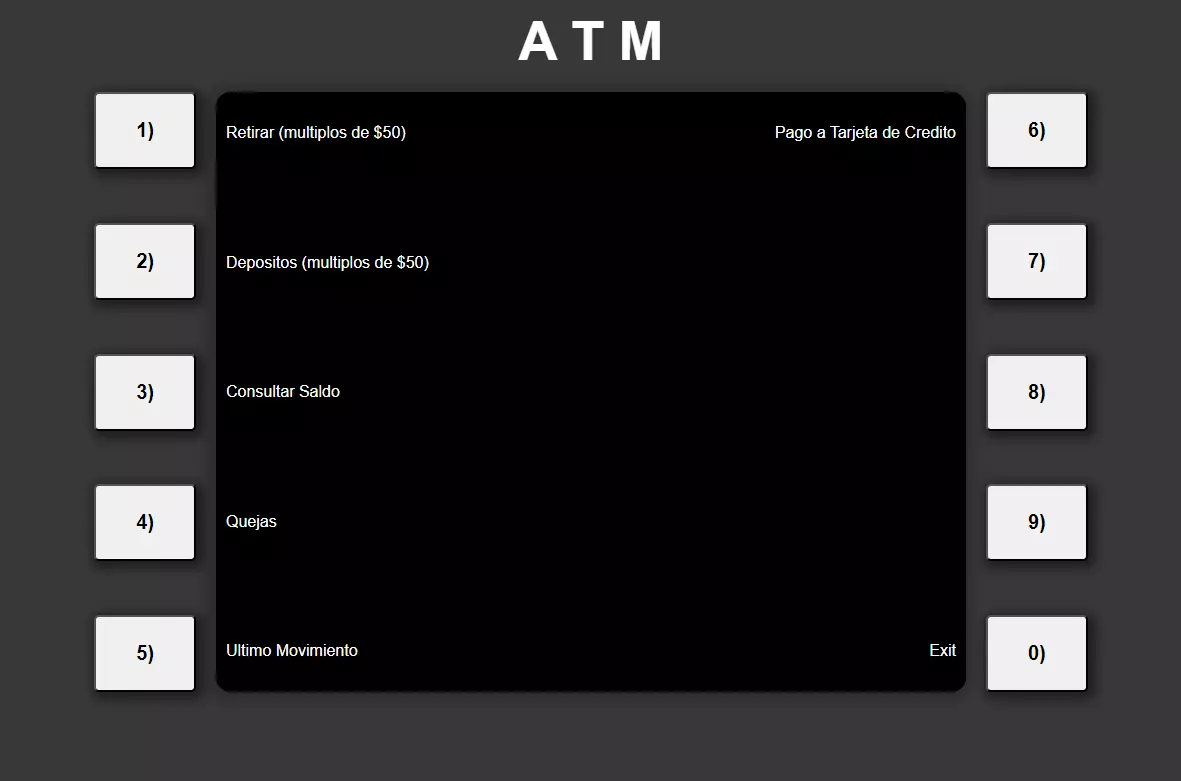 A T M
1) Retirar (multiplos de $50) Pago a Tarjeta de Credito 6)
2) Depositos (multiplos de $50) 7)
3) Consultar Saldo 8)
4) Quejas 9)
5) Ultimo Movimiento Exit 0)